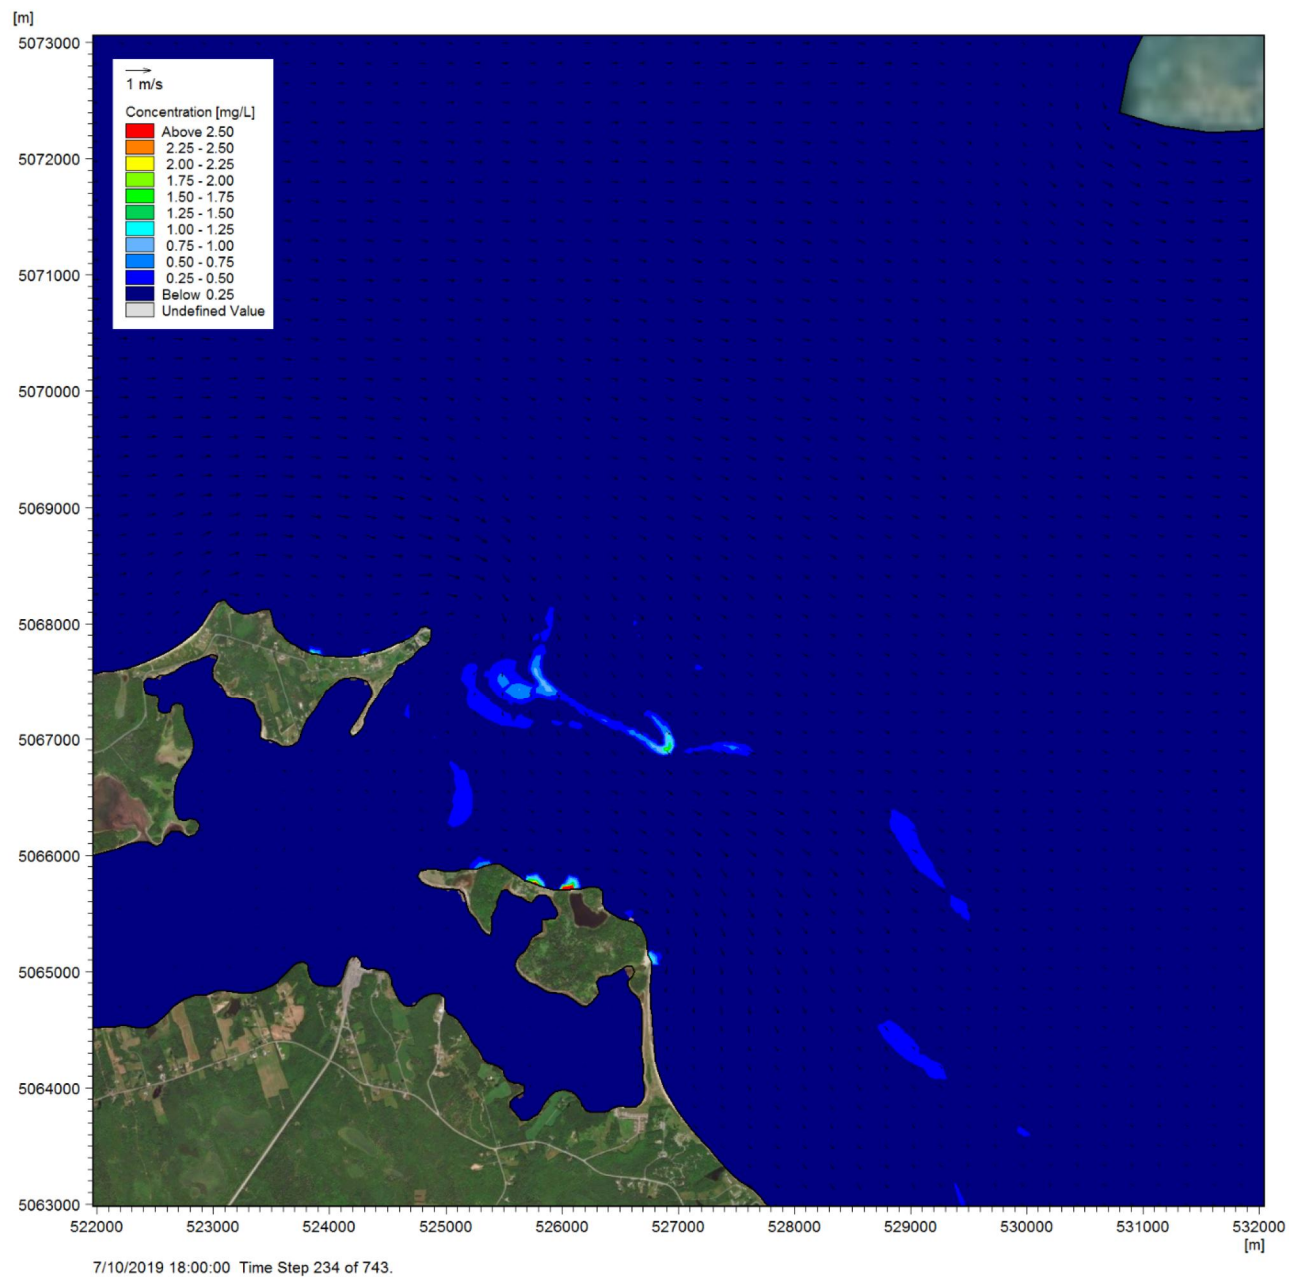 [m]
5073000
5072000
5071000
5070000
5069000
5068000
5067000
5066000
5065000
5064000
5063000
1 m/s
Concentration [mg/L]
Above 2.50
2.25 - 2.50
2.00 - 2.25
1.75 - 2.00
1.50 - 1.75
1.25 - 1.50
1.00 - 1.25
0.75 - 1.00
0.50 - 0.75
0.25 - 0.50
Below 0.25
Undefined Value
522000 523000 524000 525000 526000 527000 528000 529000 530000 531000 532000
[m]
7/10/2019 18:00:00 Time Step 234 of 743.